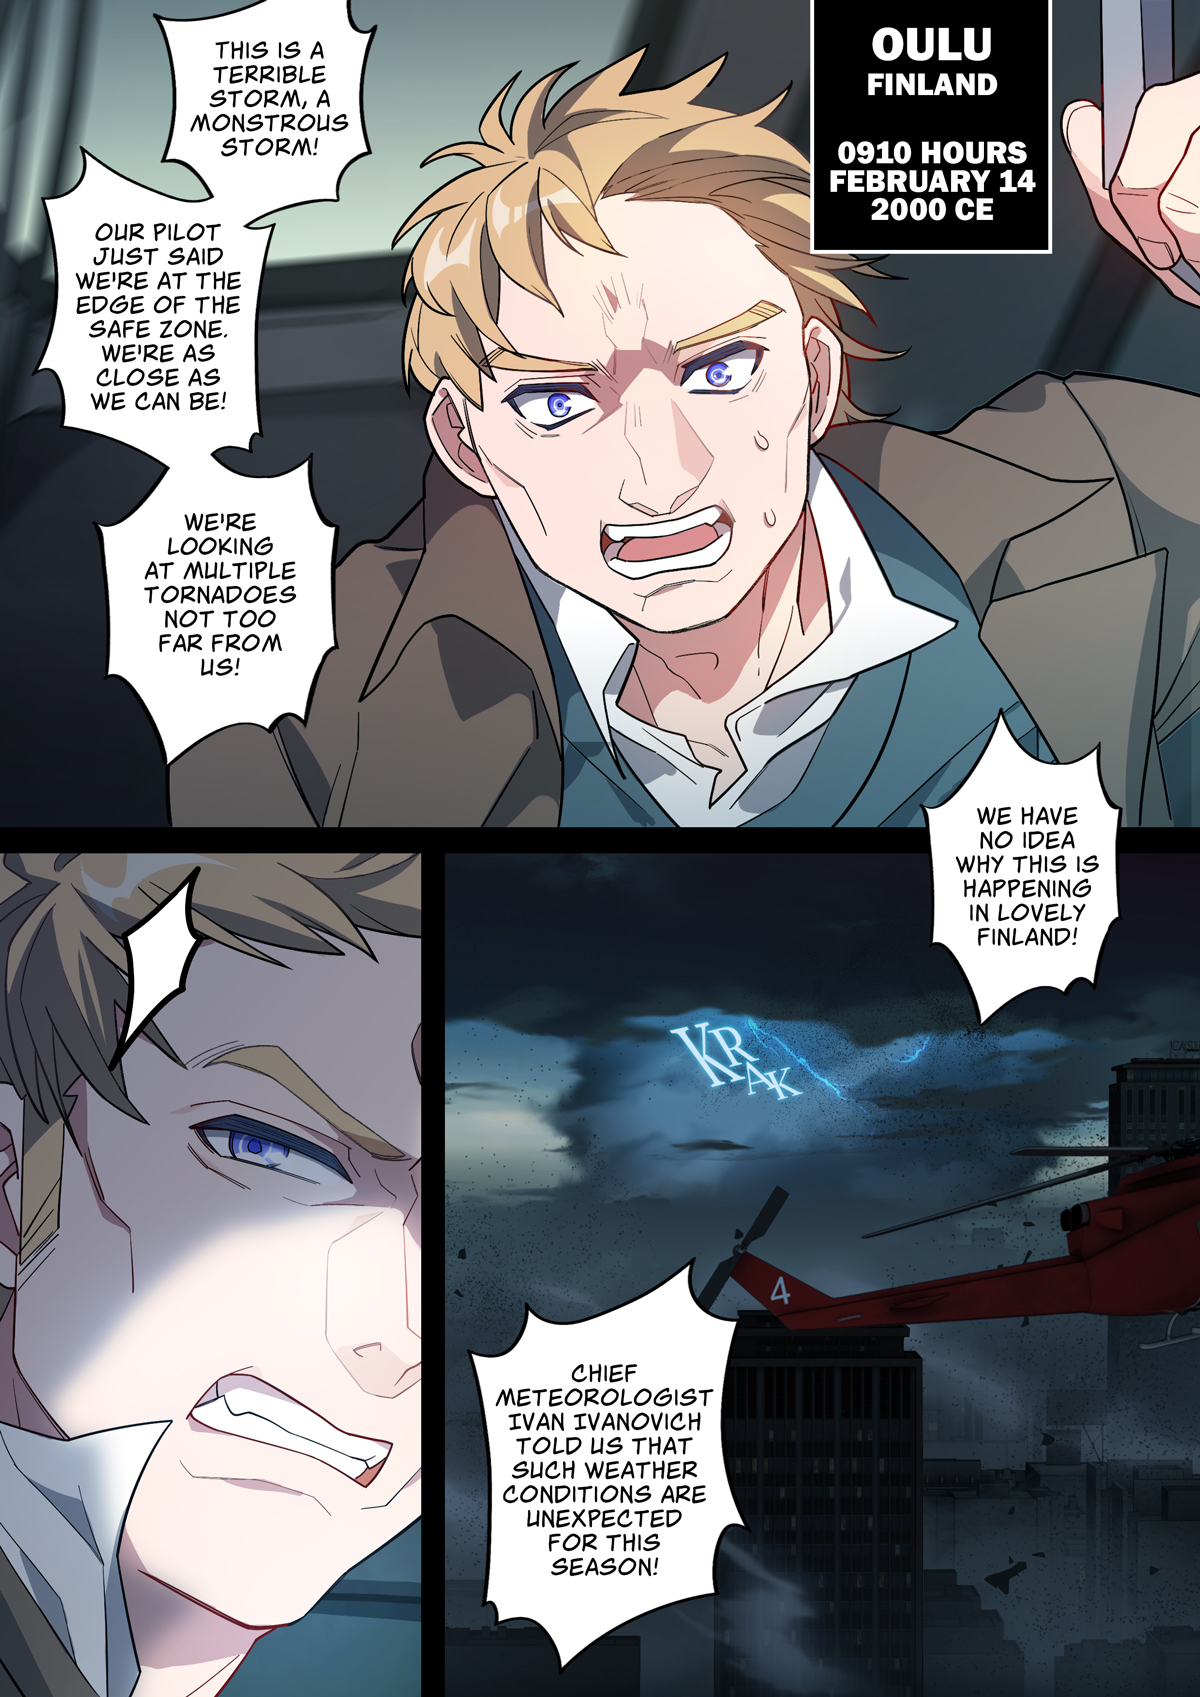 THIS IS A
TERRIBLE
STORM, A
MONSTROUS
STORM!
OULU
FINLAND
0910 HOURS
FEBRUARY 14
2000 CE
OUR PILOT
JUST SAID
WE'RE AT THE
EDGE OF THE
SAFE ZONE.
WE'RE AS
CLOSE AS
WE CAN BE!
WE'RE
LOOKING
AT MULTIPLE
TORNADOES
NOT TOO
FAR FROM
US!
WE HAVE
NO IDEA
WHY THIS IS
HAPPENING
IN LOVELY
FINLAND!
KRAK
4
CHIEF
METEOROLOGIST
IVAN IVANOVICH
TOLD US THAT
SUCH WEATHER
CONDITIONS ARE
UNEXPECTED
FOR THIS
SEASON!